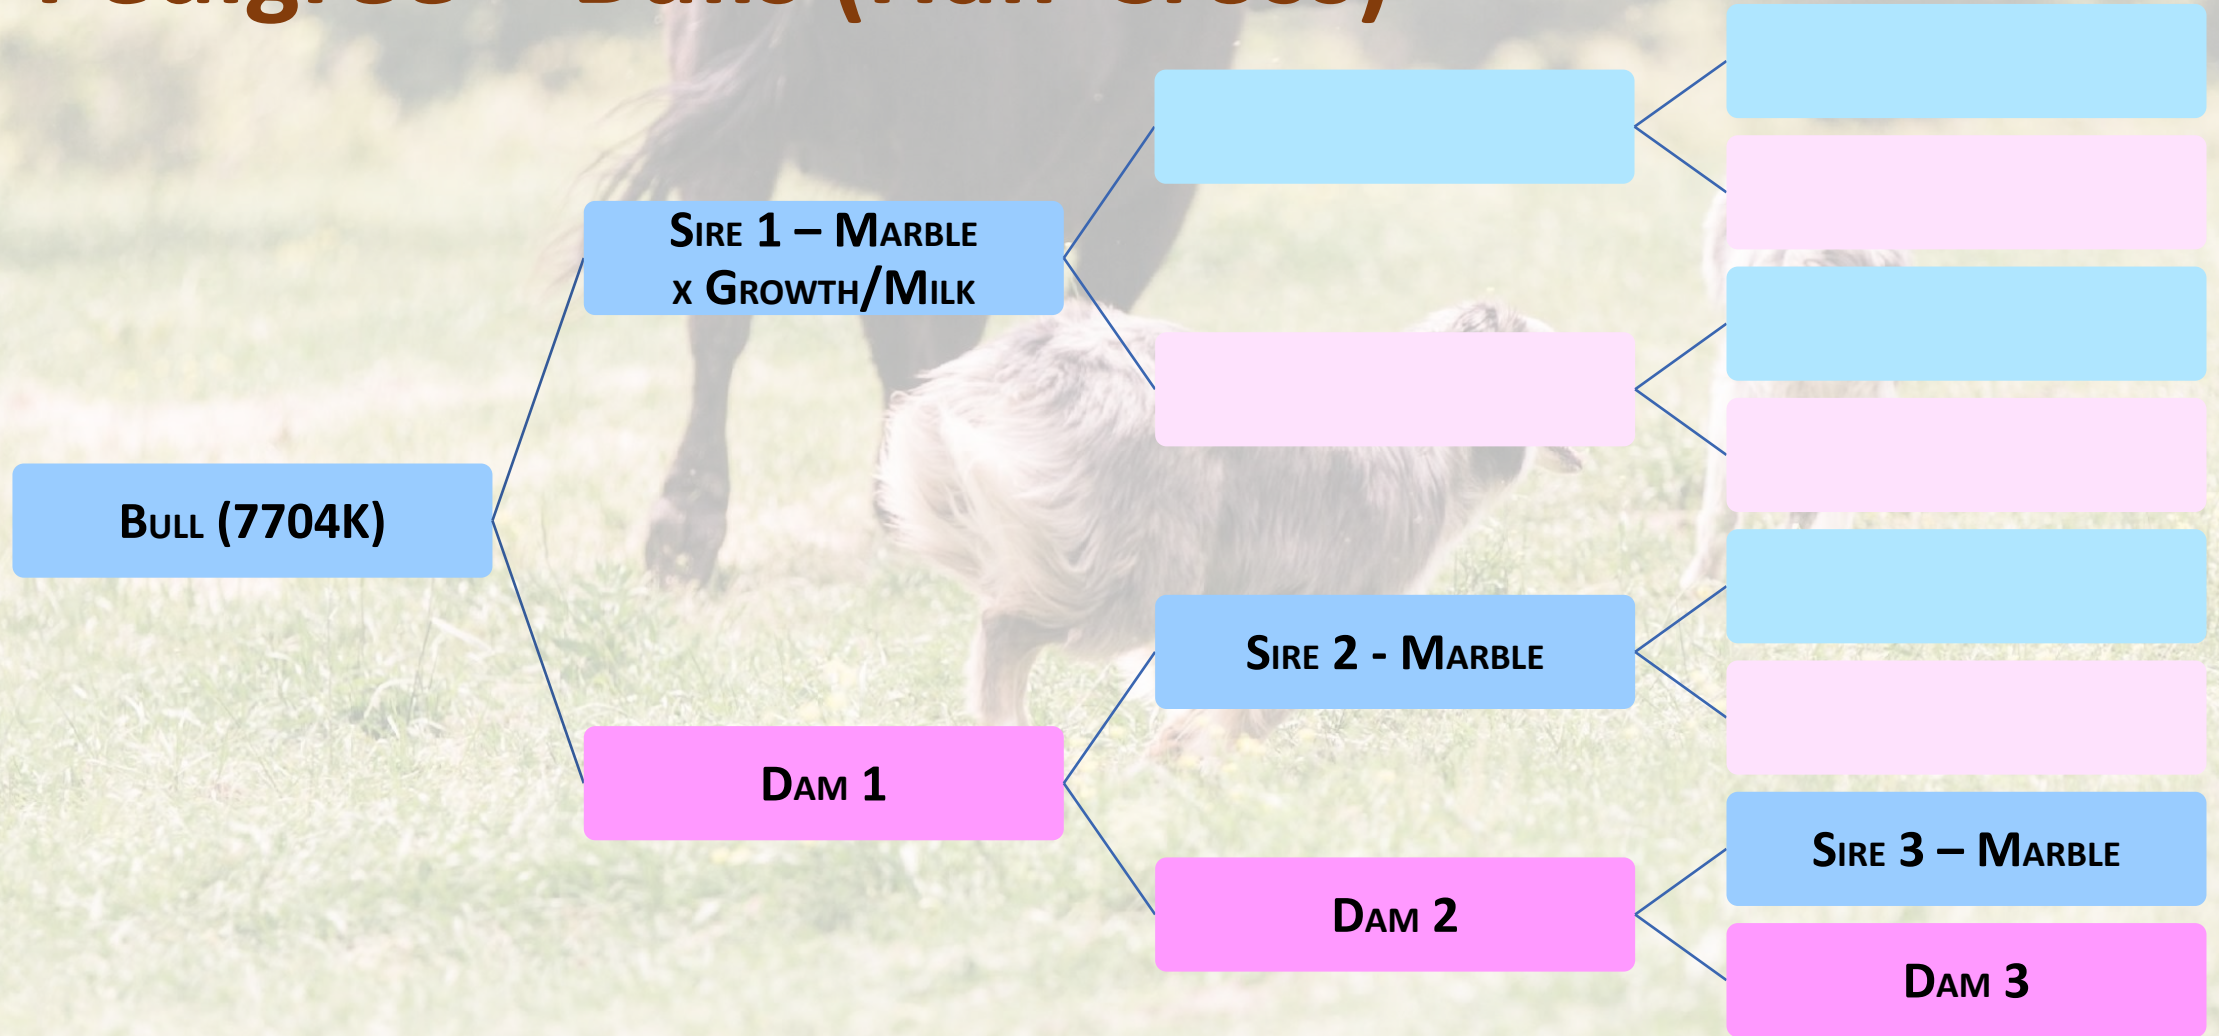 Sire 1 – Marble
x Growth/Milk
Bull (7704K)
Sire 2 - Marble
Dam 1
Sire 3 – Marble
Dam 2
Dam 3